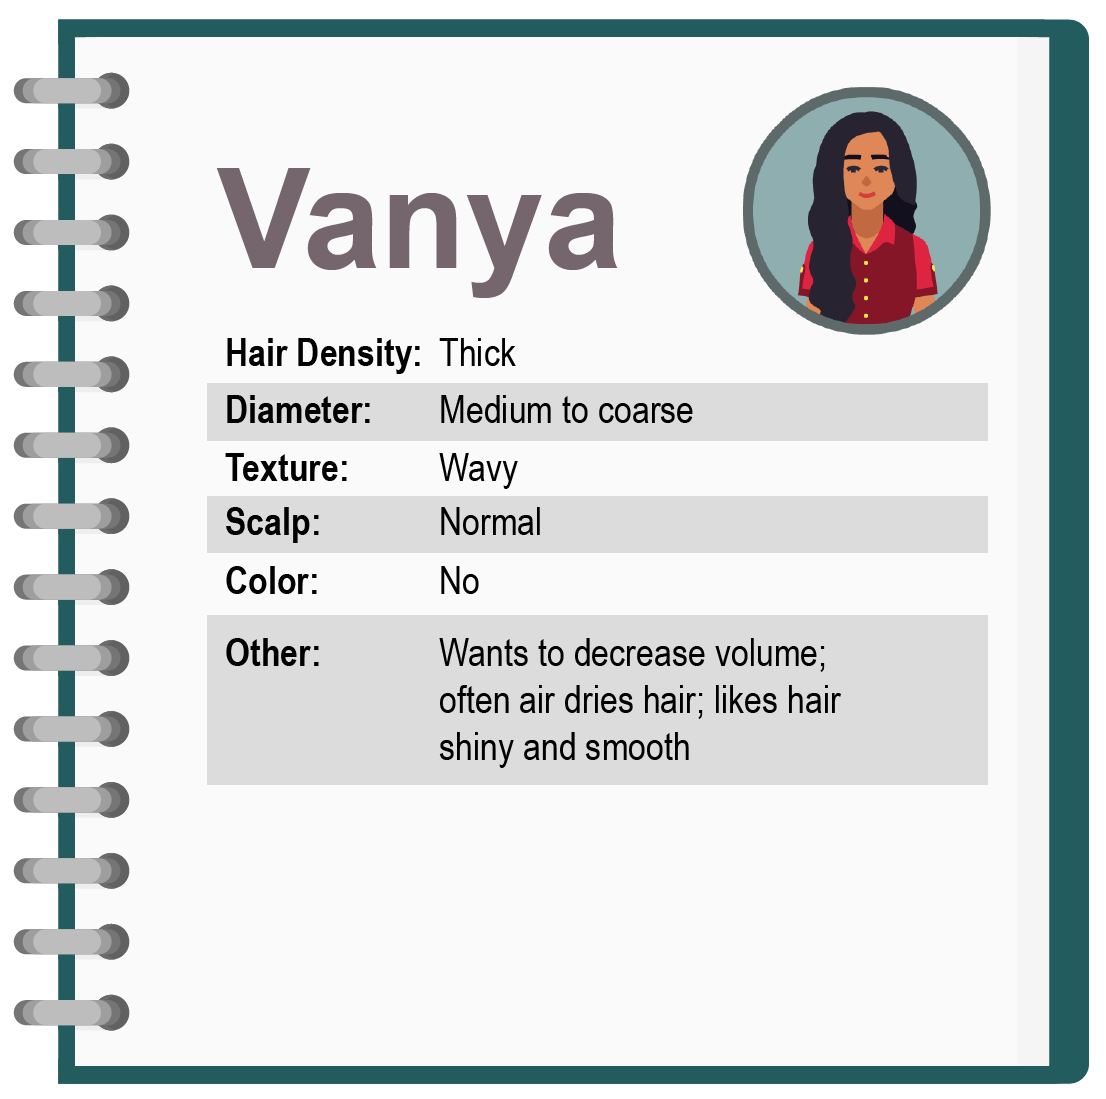 Vanya
Hair Density: Thick
Diameter: Medium to coarse
Texture: Wavy
Scalp: Normal
Color: No
Other: Wants to decrease volume;
often air dries hair; likes hair
shiny and smooth